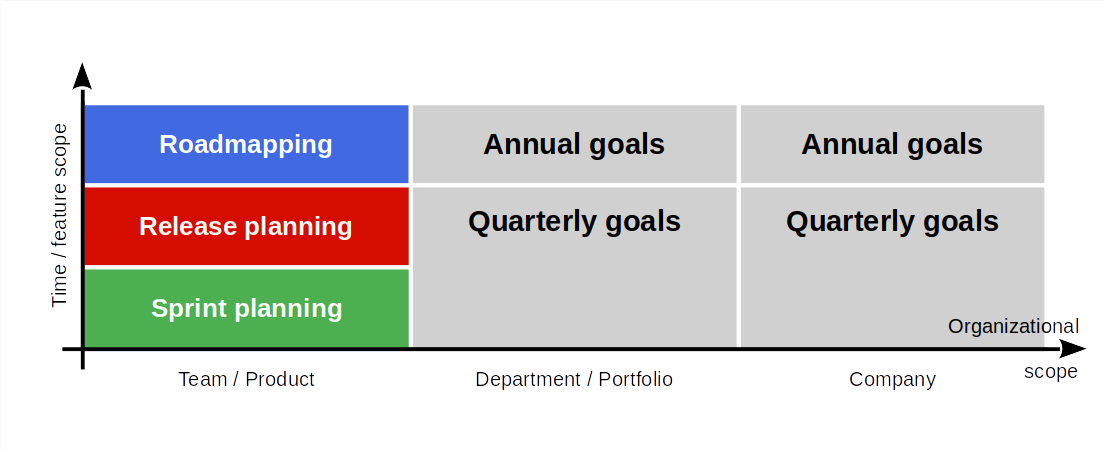 Time / feature scope
Roadmapping
Annual goals
Annual goals
Release planning
Quarterly goals
Quarterly goals
Sprint planning
Organizational
scope
Team / Product
Department / Portfolio
Company